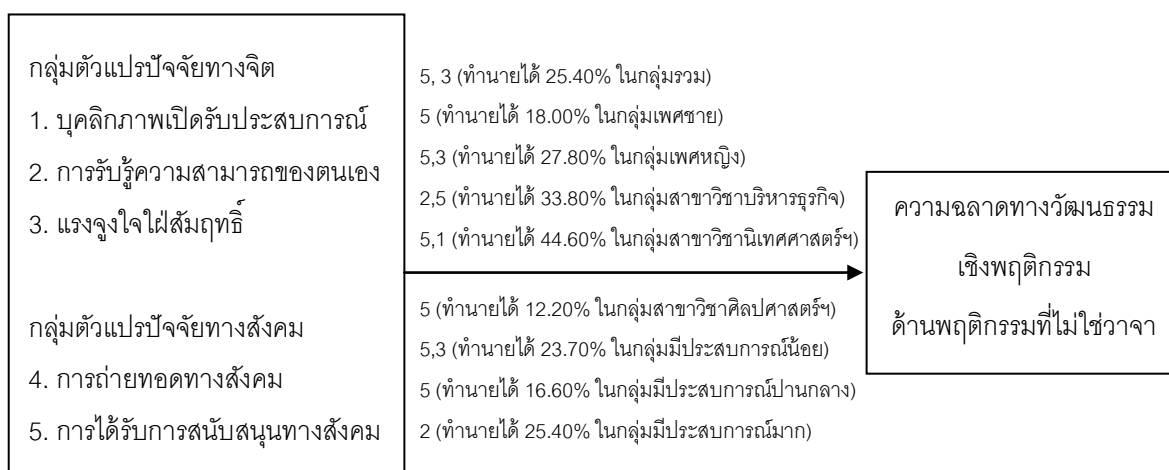 กลุ่มตัวแปรปัจจัยทางจิต
1. บุคลิกภาพเปิดรับประสบการณ์
2. การรับรู้ความสามารถของตนเอง
3. แรงจูงใจใฝ่สัมฤทธิ์
กลุ่มตัวแปรปัจจัยทางสังคม
4. การถ่ายทอดทางสังคม
5. การได้รับการสนับสนุนทางสังคม
5, 3 (ทำนายได้ 25.40% ในกลุ่มรวม)
5 (ทำนายได้ 18.00% ในกลุ่มเพศชาย)
5,3 (ทำนายได้ 27.80% ในกลุ่มเพศหญิง)
2,5 (ทำนายได้ 33.80% ในกลุ่มสาขาวิชาบริหารธุรกิจ)
5,1 (ทำนายได้ 44.60% ในกลุ่มสาขาวิชานิเทศศาสตร์ฯ)
5 (ทำนายได้ 12.20% ในกลุ่มสาขาวิชาศิลปศาสตร์ฯ)
5,3 (ทำนายได้ 23.70% ในกลุ่มมีประสบการณ์น้อย)
5 (ทำนายได้ 16.60% ในกลุ่มมีประสบการณ์ปานกลาง)
2 (ทำนายได้ 25.40% ในกลุ่มมีประสบการณ์มาก)
ความฉลาดทางวัฒนธรรม
เชิงพฤติกรรม
ด้านพฤติกรรมที่ไม่ใช่วาจา